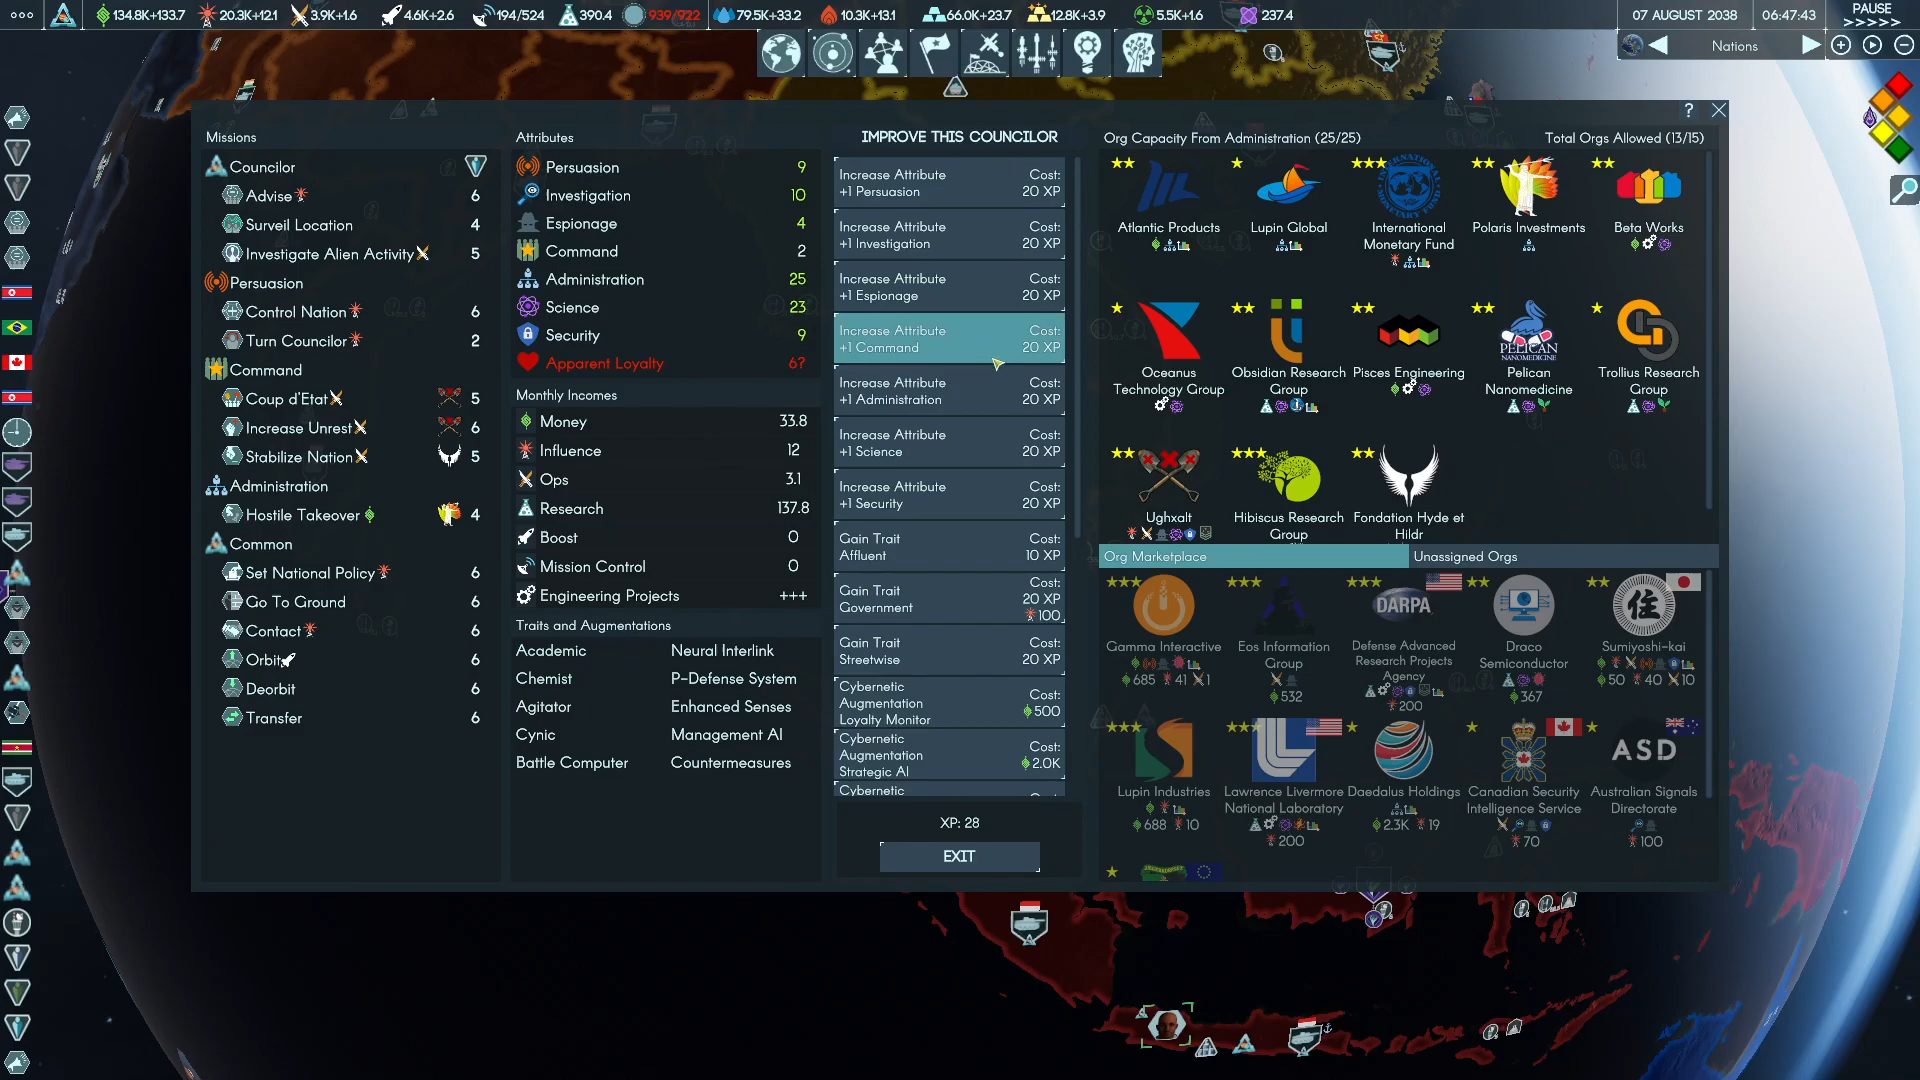 134.8K+133.7 20.3K+12.1 3.9K+1.6 4.6K+2.6 194/524 390.4 939/922 79.5K+33.2 10.3K+13.1 66.0K+23.7 12.8K+3.9 5.5K+1.6 237.4
07 AUGUST 2038 06:47:43 PAUSE
>>>>>
Nations
? X
Missions
Councilor
Advise 6
Surveil Location 4
Investigate Alien Activity 5
Persuasion
Control Nation 6
Turn Councilor 2
Command
Coup d'Etat 5
Increase Unrest 6
Stabilize Nation 5
Administration
Hostile Takeover 4
Common
Set National Policy 6
Go To Ground 6
Contact 6
Orbit 6
Deorbit 6
Transfer 6
Attributes
Persuasion 9
Investigation 10
Espionage 4
Command 2
Administration 25
Science 23
Security 9
Apparent Loyalty 6?
Monthly Incomes
Money 33.8
Influence 12
Ops 3.1
Research 137.8
Boost 0
Mission Control 0
Engineering Projects +++
Traits and Augmentations
Academic Neural Interlink
Chemist P-Defense System
Agitator Enhanced Senses
Cynic Management AI
Battle Computer Countermeasures
IMPROVE THIS COUNCILOR
Increase Attribute Cost:
+1 Persuasion 20 XP
Increase Attribute Cost:
+1 Investigation 20 XP
Increase Attribute Cost:
+1 Espionage 20 XP
Increase Attribute Cost:
+1 Command 20 XP
Increase Attribute Cost:
+1 Administration 20 XP
Increase Attribute Cost:
+1 Science 20 XP
Increase Attribute Cost:
+1 Security 20 XP
Gain Trait Cost:
Affluent 10 XP
Gain Trait Cost:
Government 20 XP
100
Gain Trait Cost:
Streetwise 20 XP
Cybernetic
Augmentation Cost:
Loyalty Monitor 500
Cybernetic
Augmentation Cost:
Strategic AI 2.0K
Cybernetic
XP: 28
EXIT
Org Capacity From Administration (25/25) Total Orgs Allowed (13/15)
INTERNATIONAL MONETARY FUND
Atlantic Products Lupin Global International Polaris Investments Beta Works
Monetary Fund
PELICAN
NANOMEDICINE
Oceanus Obsidian Research Pisces Engineering Pelican Trollius Research
Technology Group Group Nanomedicine Group
Ughxalt Hibiscus Research Fondation Hyde et
Group Hildr
Org Marketplace Unassigned Orgs
DARPA
住
Gamma Interactive Eos Information Defense Advanced Draco Sumiyoshi-kai
Group Research Projects Semiconductor
Agency
685 41 1 532 200 367 50 40 10
ASD
Lupin Industries Lawrence Livermore Daedalus Holdings Canadian Security Australian Signals
National Laboratory Intelligence Service Directorate
688 10 200 2.3K 19 70 100